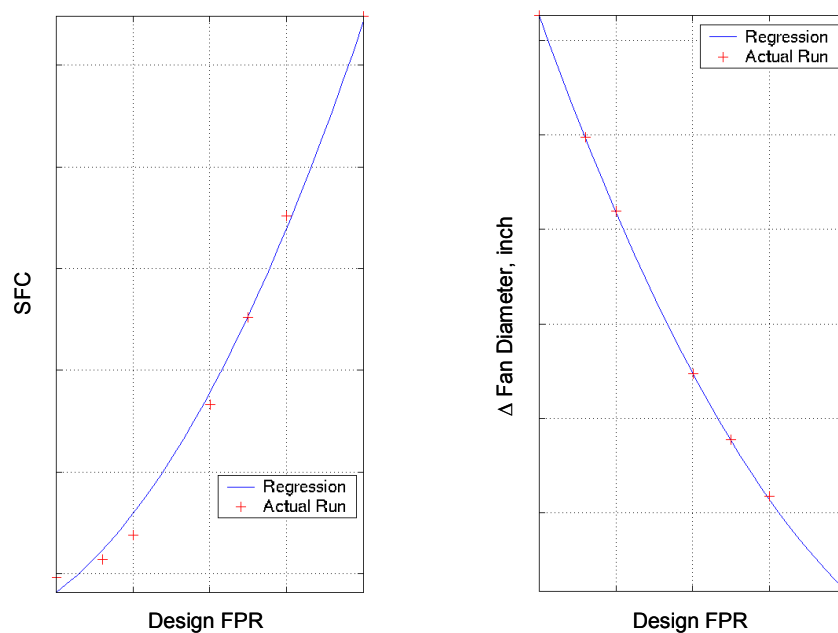 SFC
Regression
Actual Run
Design FPR
Δ Fan Diameter, inch
Regression
Actual Run
Design FPR